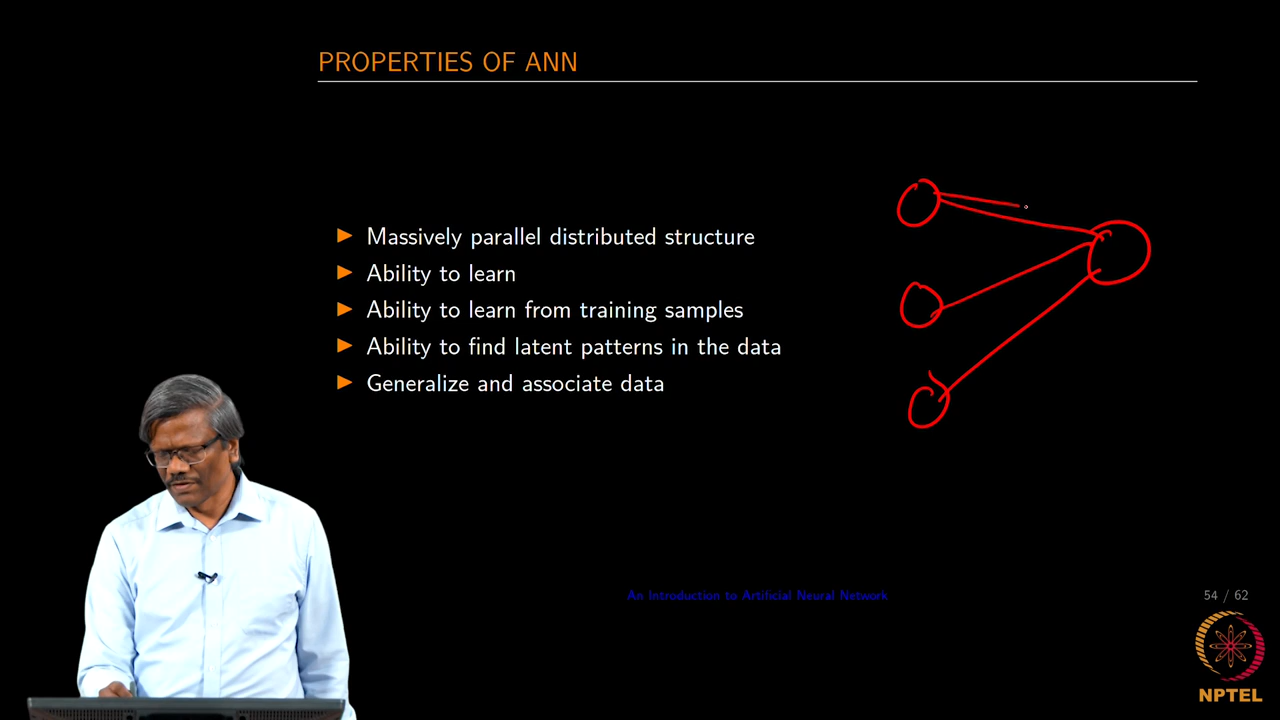 PROPERTIES OF ANN
Massively parallel distributed structure
Ability to learn
Ability to learn from training samples
Ability to find latent patterns in the data
Generalize and associate data
An Introduction to Artificial Neural Network
54 / 62
NPTEL